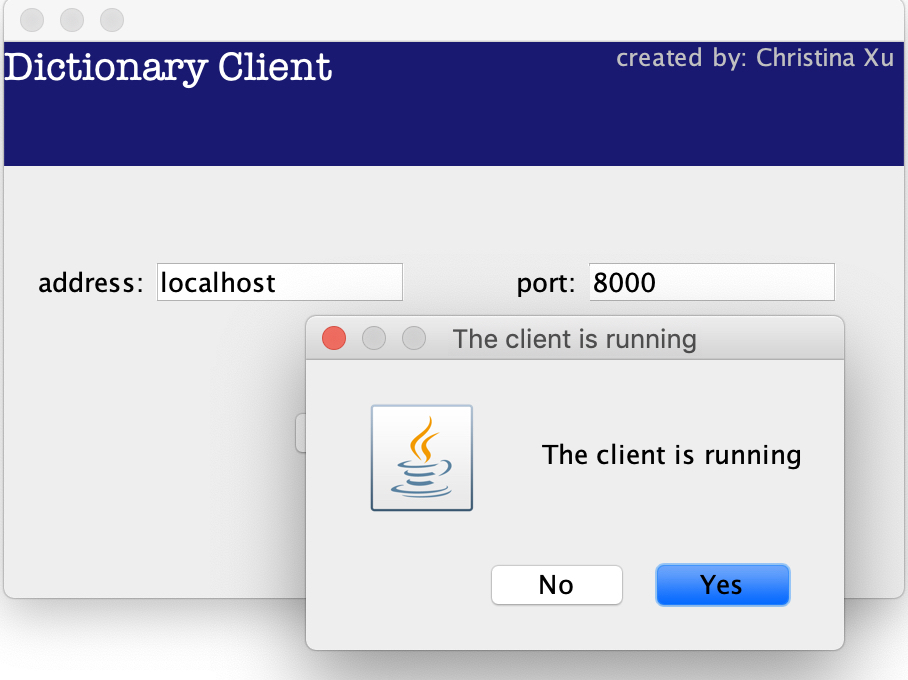 Dictionary Client
created by: Christina Xu
address: localhost port: 8000
The client is running
The client is running
No Yes